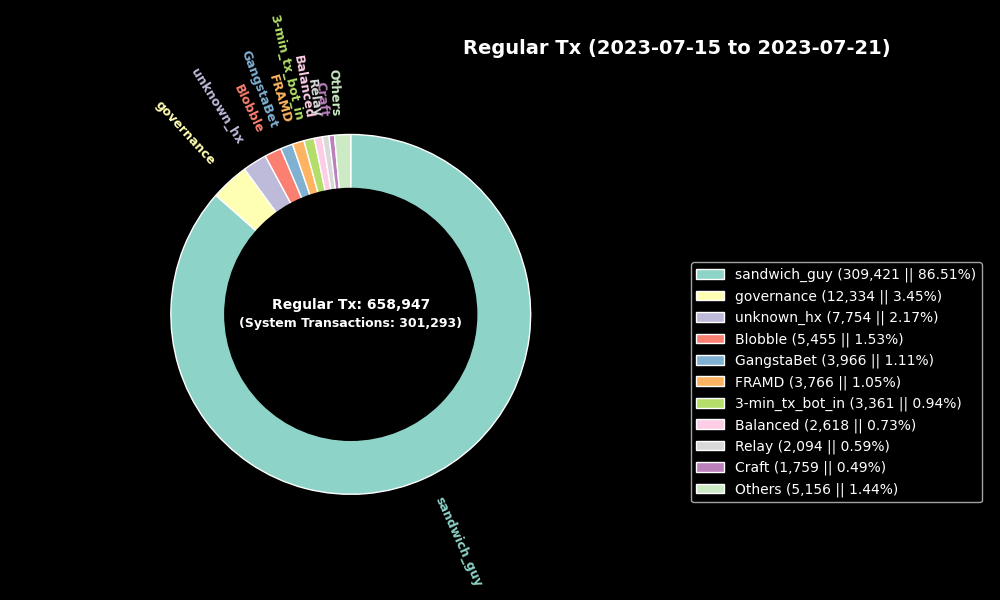 Regular Tx (2023-07-15 to 2023-07-21)
governance
unknown_hx
Blobble
GangstaBet
FRAMD
3-min_tx_bot_in
Balanced
Relay
Craft
Others
Regular Tx: 658,947
(System Transactions: 301,293)
sandwich_guy
sandwich_guy (309,421 || 86.51%)
governance (12,334 || 3.45%)
unknown_hx (7,754 || 2.17%)
Blobble (5,455 || 1.53%)
GangstaBet (3,966 || 1.11%)
FRAMD (3,766 || 1.05%)
3-min_tx_bot_in (3,361 || 0.94%)
Balanced (2,618 || 0.73%)
Relay (2,094 || 0.59%)
Craft (1,759 || 0.49%)
Others (5,156 || 1.44%)